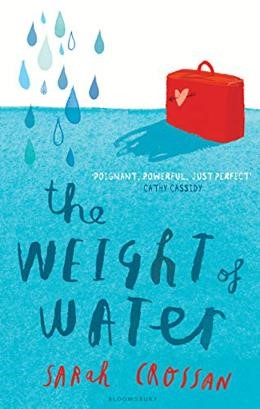 'POIGNANT, POWERFUL, JUST PERFECT'
CATHY CASSIDY
the
WEIGHT of
WATER
SARAH CROSSAN
BLOOMSBURY